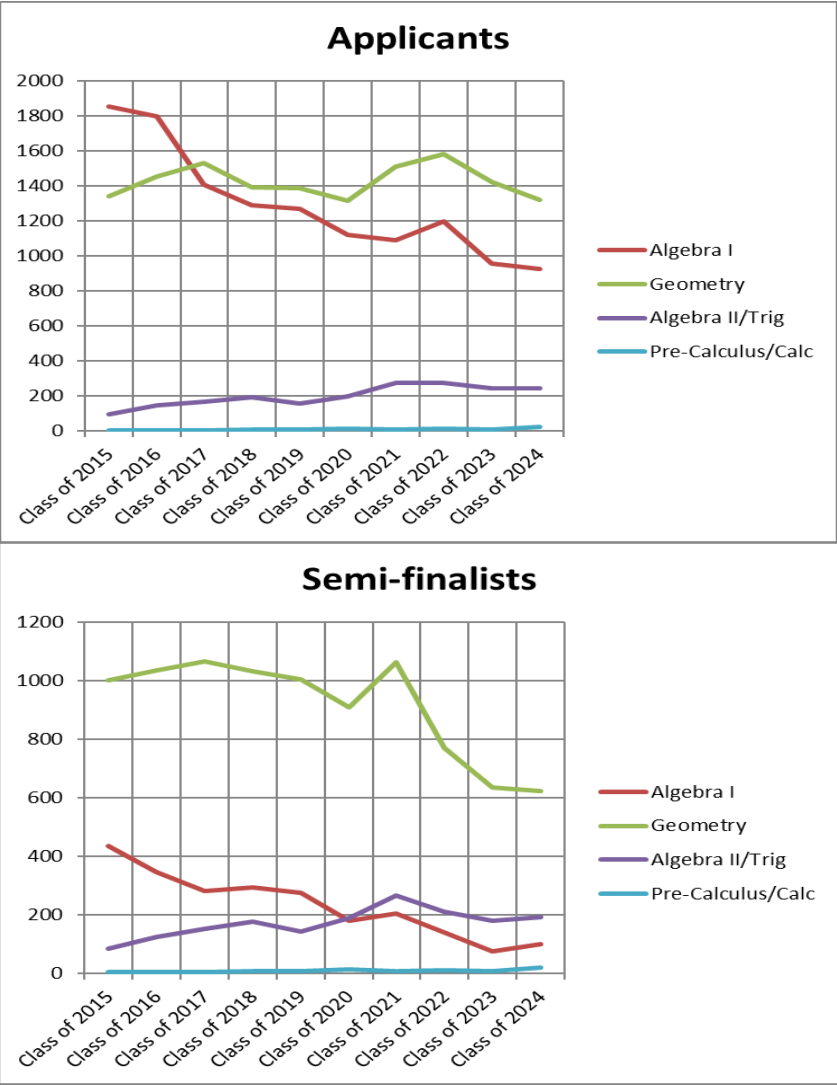 Applicants
2000
1800
1600
1400
1200
1000
800
600
400
200
0
Class of 2015
Class of 2016
Class of 2017
Class of 2018
Class of 2019
Class of 2020
Class of 2021
Class of 2022
Class of 2023
Class of 2024
Algebra I
Geometry
Algebra II/Trig
Pre-Calculus/Calc
Semi-finalists
1200
1000
800
600
400
200
0
Class of 2015
Class of 2016
Class of 2017
Class of 2018
Class of 2019
Class of 2020
Class of 2021
Class of 2022
Class of 2023
Class of 2024
Algebra I
Geometry
Algebra II/Trig
Pre-Calculus/Calc